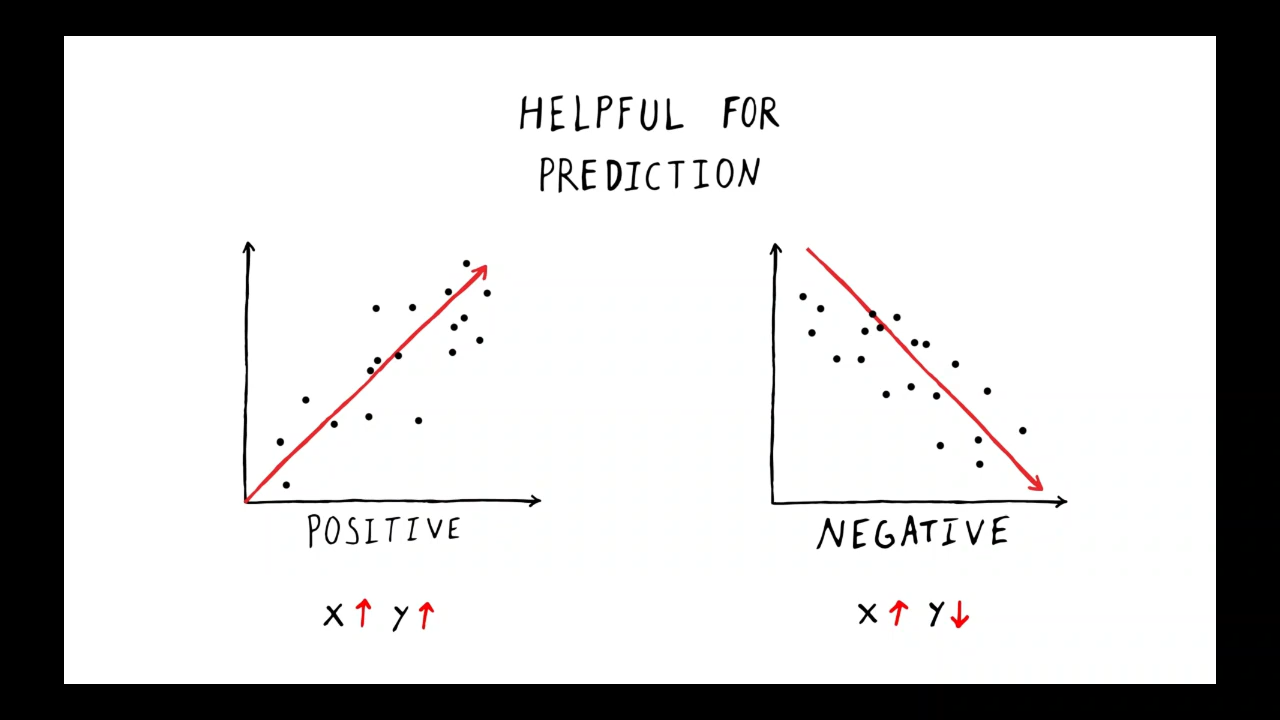 HELPFUL FOR
PREDICTION
POSITIVE
NEGATIVE
X ↑ Y ↑
X ↑ Y ↓